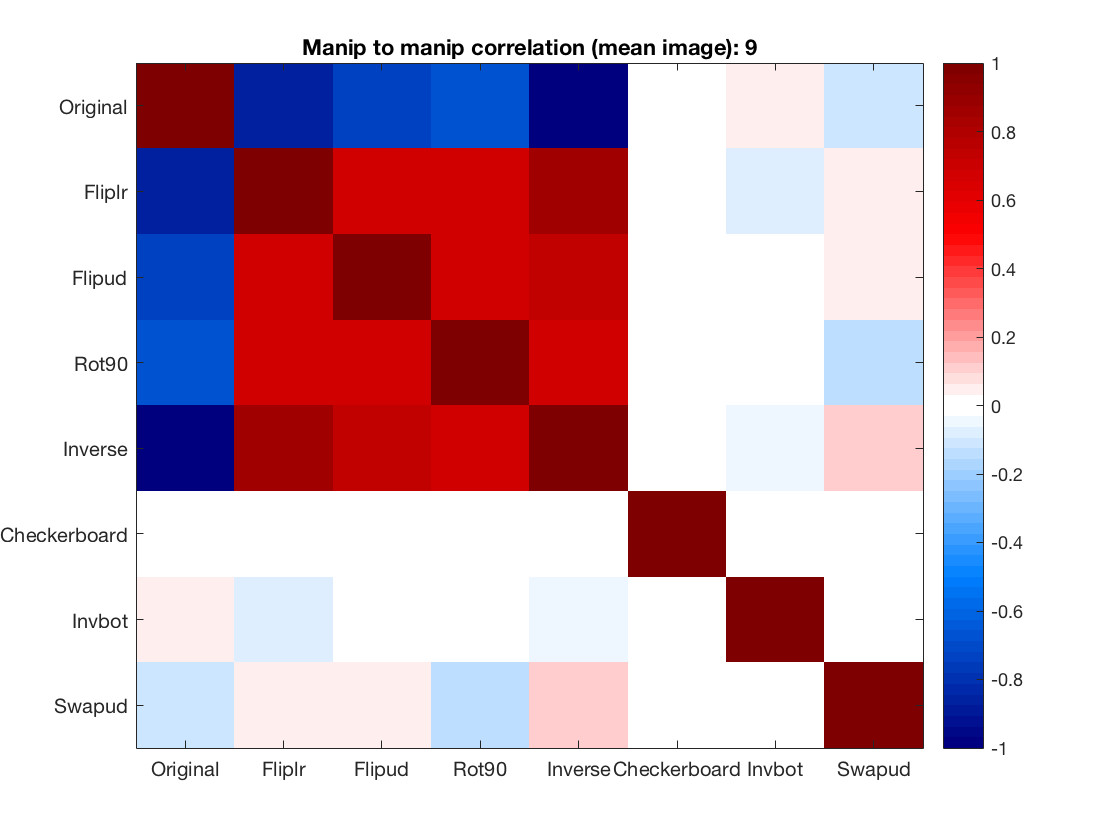 Manip to manip correlation (mean image): 9
Original
Fliplr
Flipud
Rot90
Inverse
Checkerboard
Invbot
Swapud
Original Fliplr Flipud Rot90 Inverse Checkerboard Invbot Swapud
1
0.8
0.6
0.4
0.2
0
-0.2
-0.4
-0.6
-0.8
-1